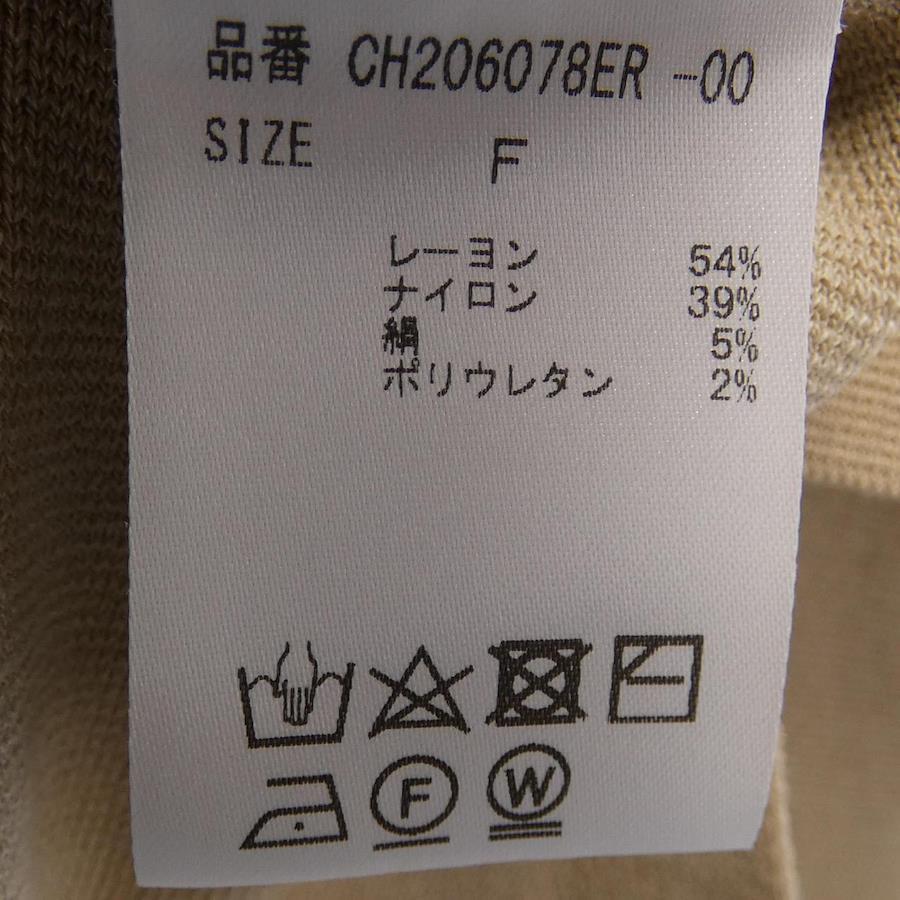 品番 CH206078ER -00
SIZE F
レーヨン 54%
ナイロン 39%
絹 5%
ポリウレタン 2%
F
W